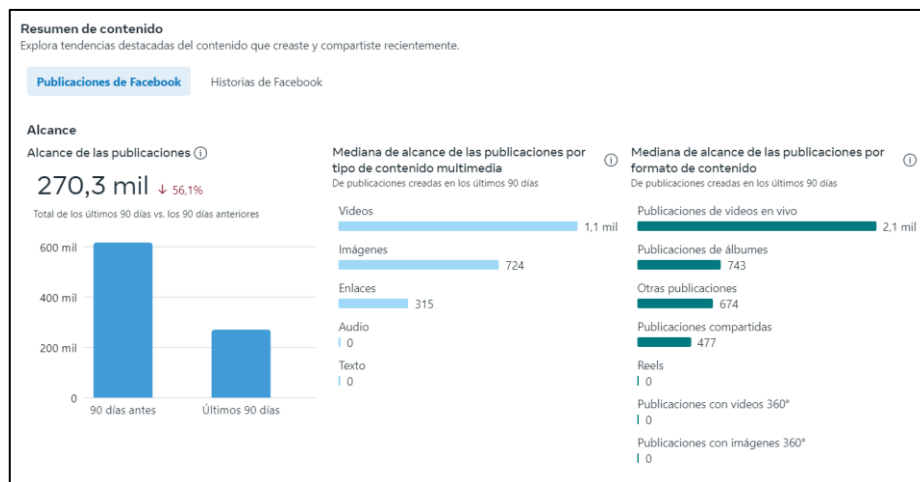 Resumen de contenido
Explora tendencias destacadas del contenido que creaste y compartiste recientemente.
Publicaciones de Facebook
Historias de Facebook
Alcance
Alcance de las publicaciones
270,3 mil ↓ 56,1%
Total de los últimos 90 días vs. los 90 días anteriores
600 mil
400 mil
200 mil
0
90 días antes
Últimos 90 días
Mediana de alcance de las publicaciones por
tipo de contenido multimedia
De publicaciones creadas en los últimos 90 días
Videos
1,1 mil
Imágenes
724
Enlaces
315
Audio
0
Texto
0
Mediana de alcance de las publicaciones por
formato de contenido
De publicaciones creadas en los últimos 90 días
Publicaciones de videos en vivo
2,1 mil
Publicaciones de álbumes
743
Otras publicaciones
674
Publicaciones compartidas
477
Reels
0
Publicaciones con videos 360°
0
Publicaciones con imágenes 360°
0